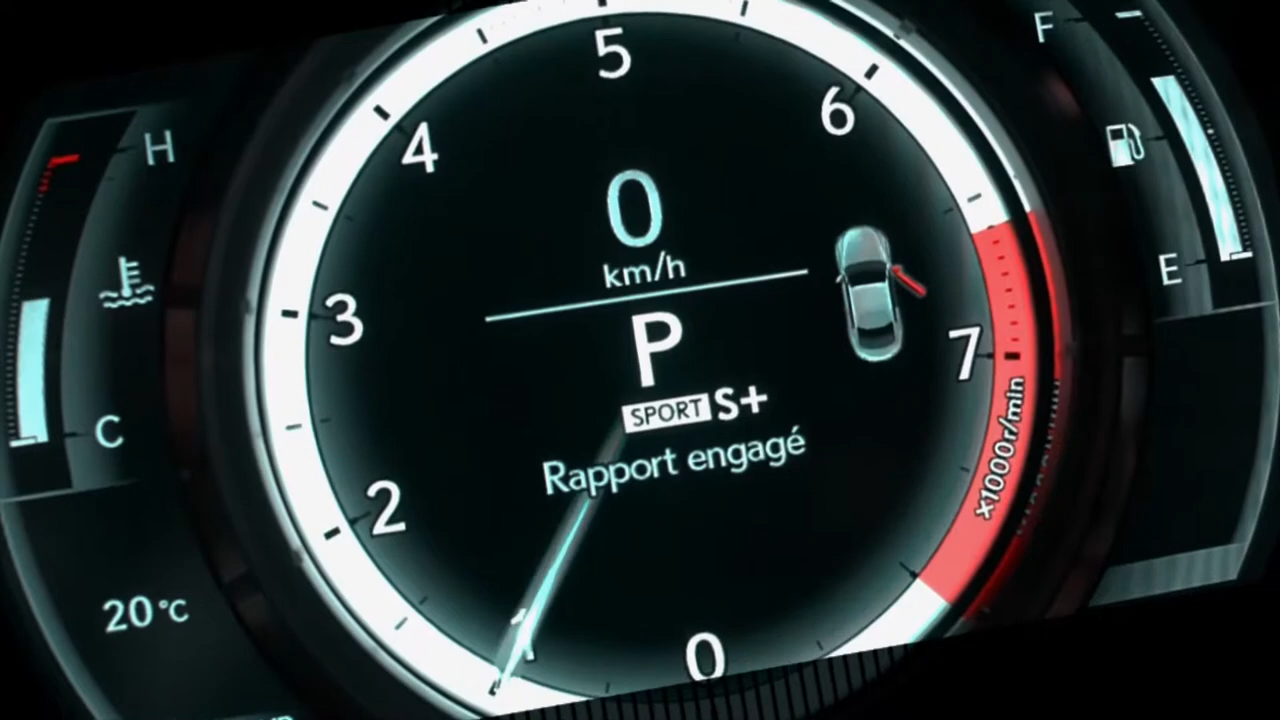 5
F
6
4
H
0
km/h
E
3
P
7
SPORT S+
C
Rapport engagé
x1000r/min
2
20°C
1
0